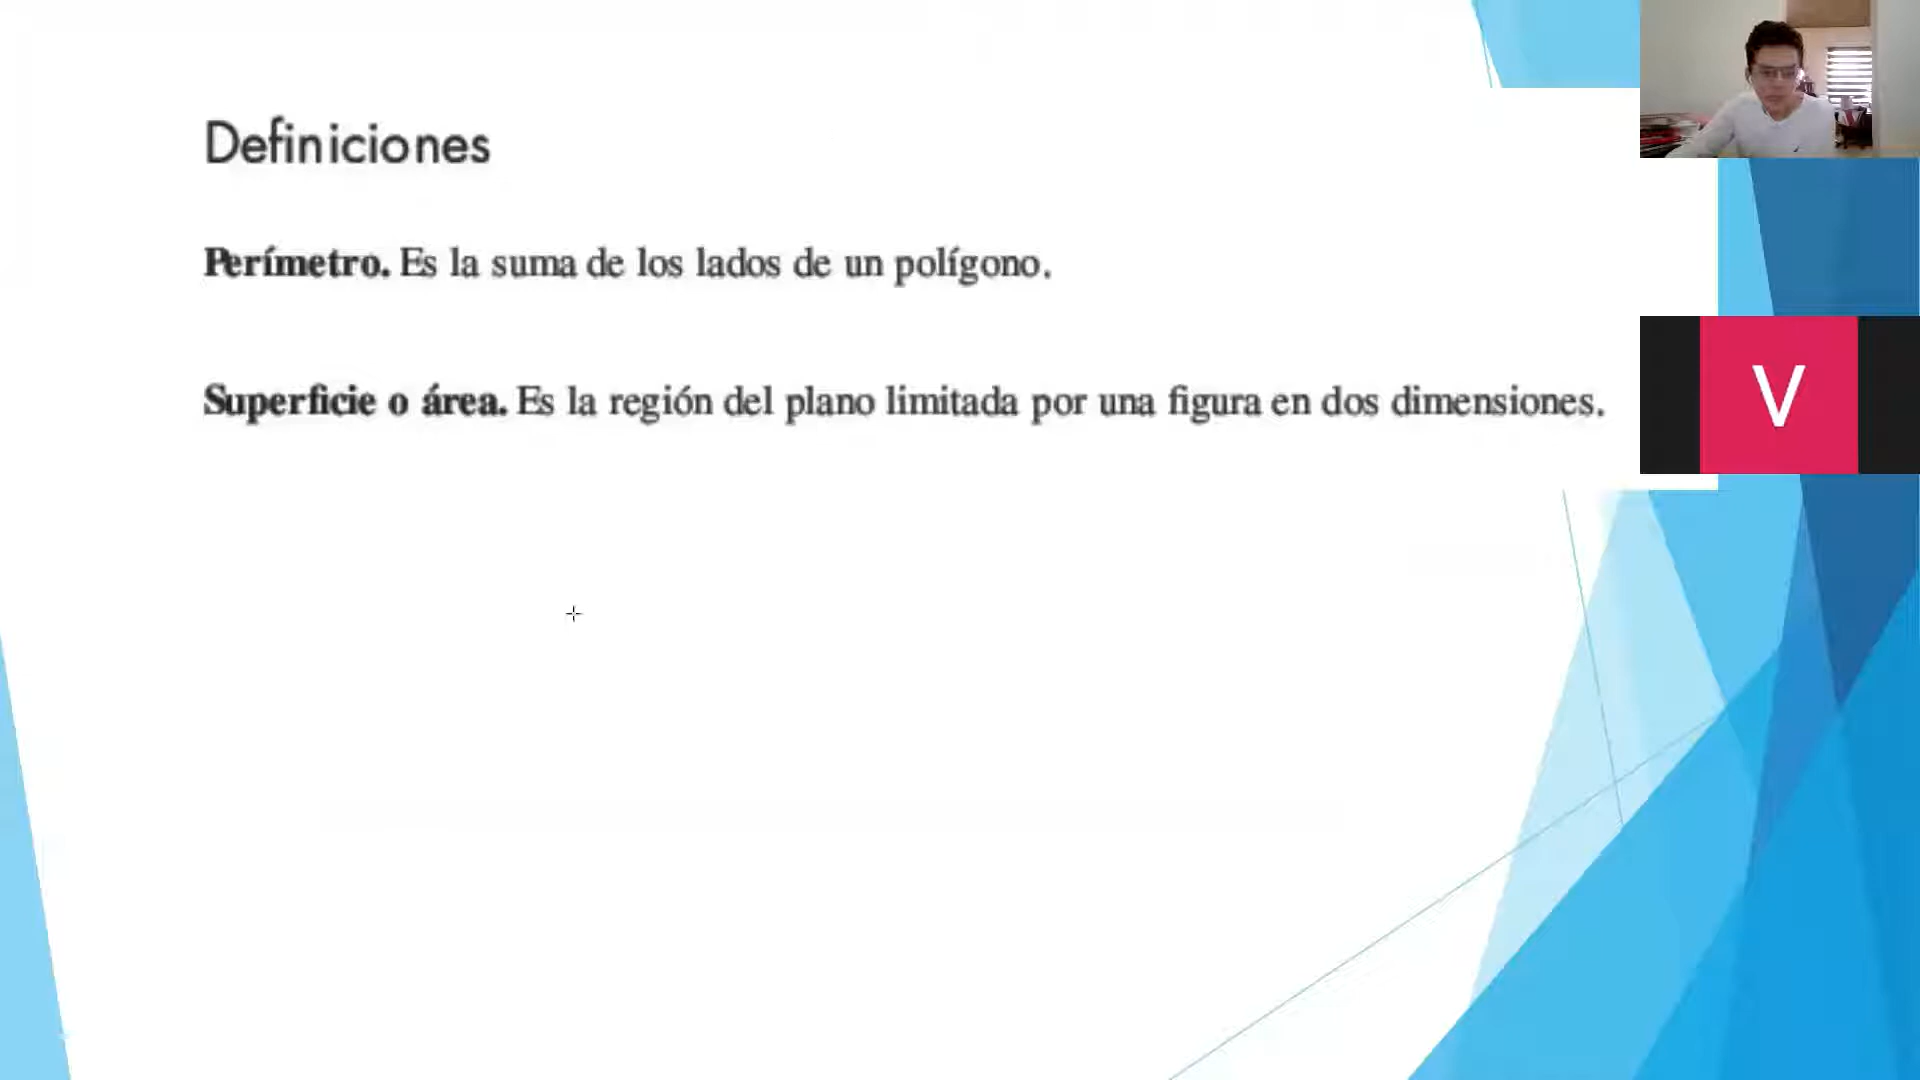 Definiciones
Perímetro. Es la suma de los lados de un polígono.
Superficie o área. Es la región del plano limitada por una figura en dos dimensiones.
V